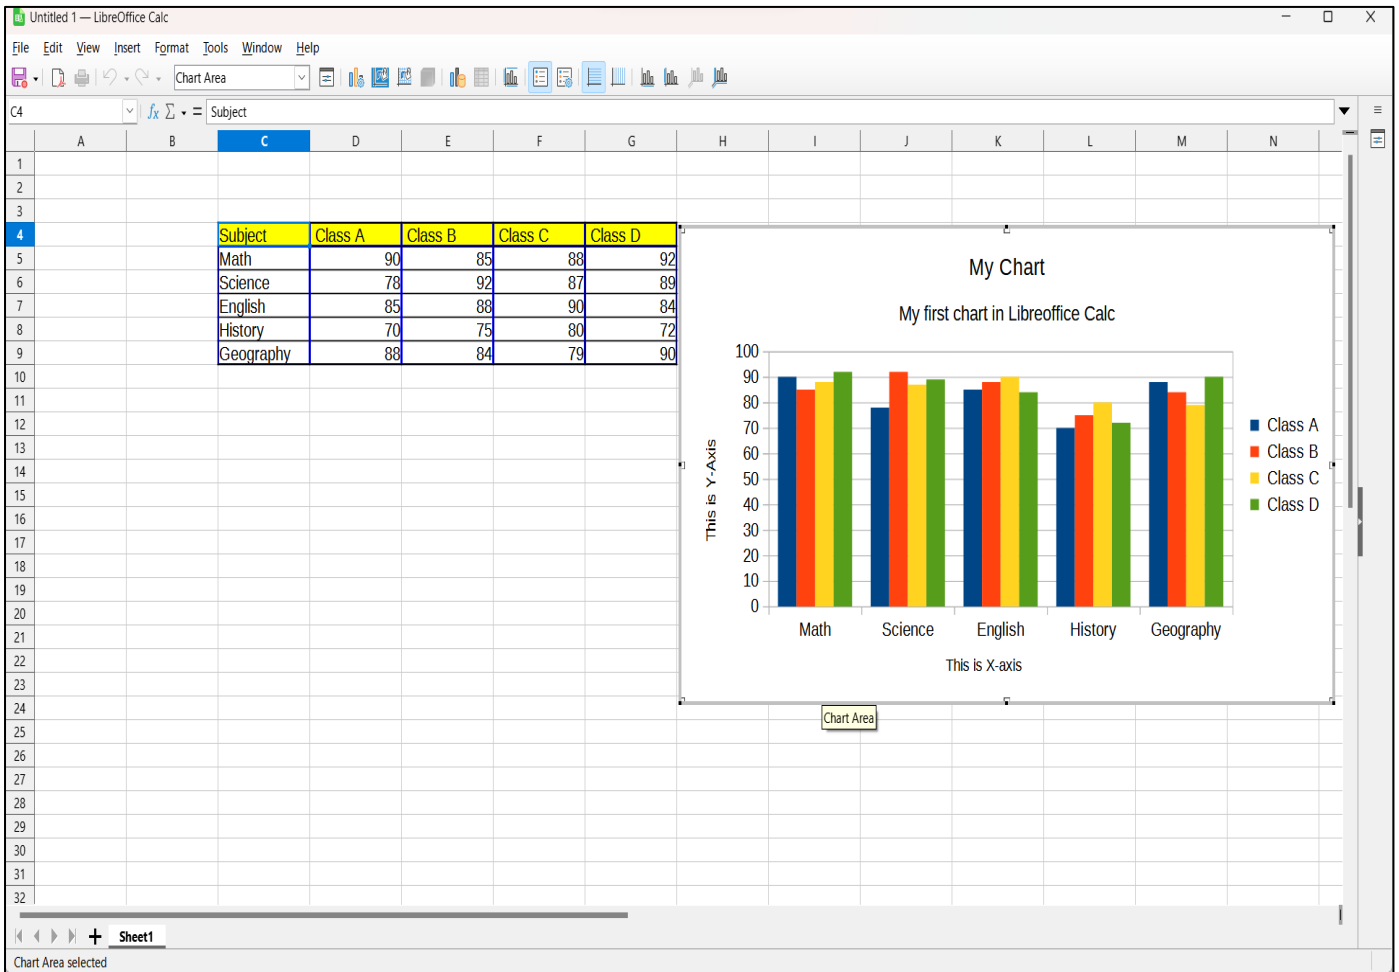 Untitled 1 — LibreOffice Calc
File Edit View Insert Format Tools Window Help
Chart Area
C4 fx Σ = Subject
A B C D E F G H I J K L M N
1
2
3
4 Subject Class A Class B Class C Class D
5 Math 90 85 88 92
6 Science 78 92 87 89
7 English 85 88 90 84
8 History 70 75 80 72
9 Geography 88 84 79 90
10
11
12
13
14
15
16
17
18
19
20
21
22
23
24
25
26
27
28
29
30
31
32
My Chart
My first chart in Libreoffice Calc
This is Y-Axis
100
90
80
70
60
50
40
30
20
10
0
Math Science English History Geography
This is X-axis
Class A
Class B
Class C
Class D
Chart Area
Sheet1
Chart Area selected